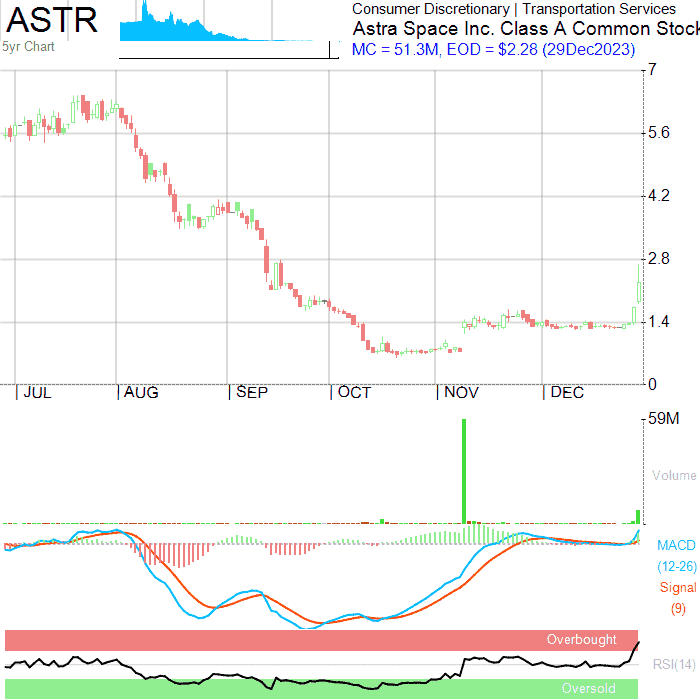 ASTR
5yr Chart
Consumer Discretionary | Transportation Services
Astra Space Inc. Class A Common Stock
MC = 51.3M, EOD = $2.28 (29Dec2023)
7
5.6
4.2
2.8
1.4
0
JUL AUG SEP OCT NOV DEC
59M
Volume
MACD
(12-26)
Signal
(9)
Overbought
RSI(14)
Oversold